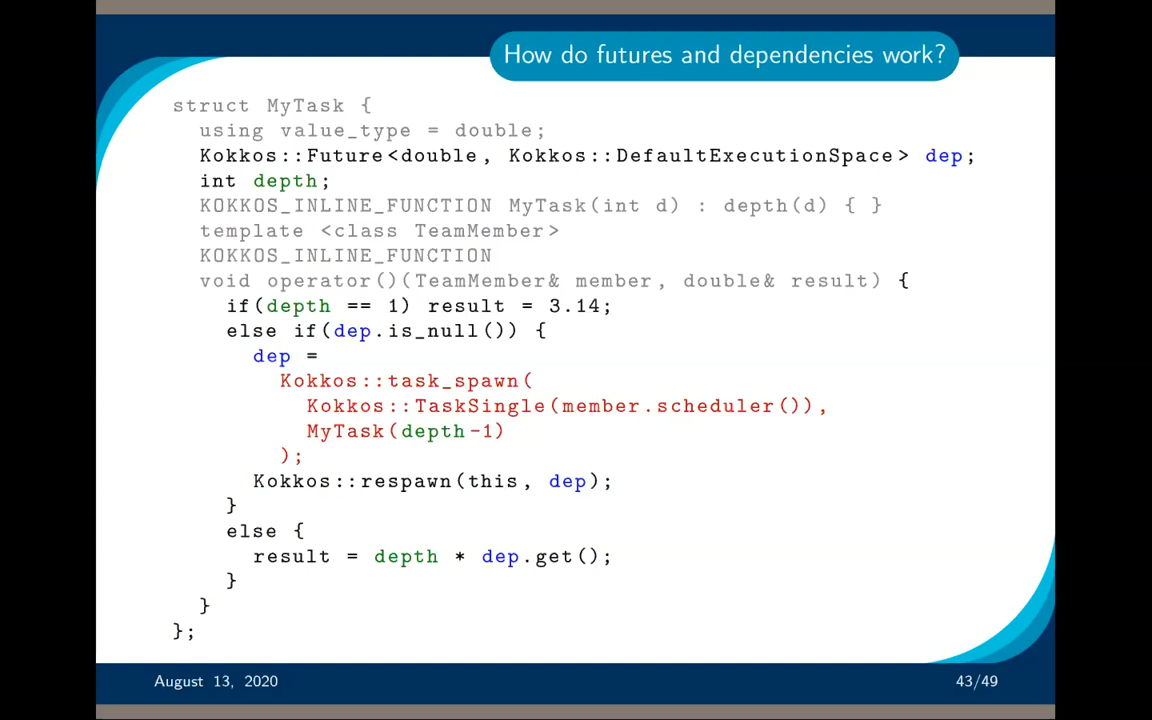 How do futures and dependencies work?
struct MyTask {
using value_type = double;
Kokkos::Future<double, Kokkos::DefaultExecutionSpace> dep;
int depth;
KOKKOS_INLINE_FUNCTION MyTask(int d) : depth(d) { }
template <class TeamMember>
KOKKOS_INLINE_FUNCTION
void operator()(TeamMember& member, double& result) {
if(depth == 1) result = 3.14;
else if(dep.is_null()) {
dep =
Kokkos::task_spawn(
Kokkos::TaskSingle(member.scheduler()),
MyTask(depth-1)
);
Kokkos::respawn(this, dep);
}
else {
result = depth * dep.get();
}
}
};
August 13, 2020
43/49